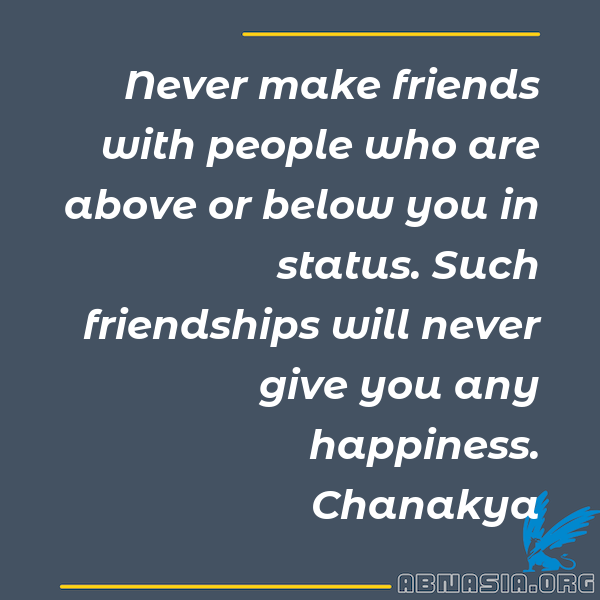 Never make friends
with people who are
above or below you in
status. Such
friendships will never
give you any
happiness.
Chanakya
ABNASIA.ORG